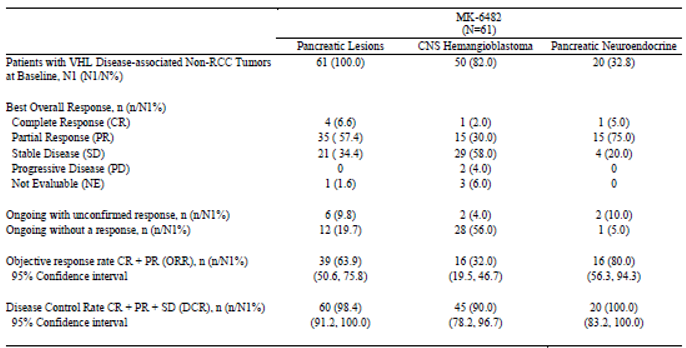 MK-6482
(N=61)
Pancreatic Lesions CNS Hemangioblastoma Pancreatic Neuroendocrine
Patients with VHL Disease-associated Non-RCC Tumors 61 (100.0) 50 (82.0) 20 (32.8)
at Baseline, N1 (N1/N%)
Best Overall Response, n (n/N1%)
Complete Response (CR) 4 (6.6) 1 (2.0) 1 (5.0)
Partial Response (PR) 35 ( 57.4) 15 (30.0) 15 (75.0)
Stable Disease (SD) 21 ( 34.4) 29 (58.0) 4 (20.0)
Progressive Disease (PD) 0 2 (4.0) 0
Not Evaluable (NE) 1 (1.6) 3 (6.0) 0
Ongoing with unconfirmed response, n (n/N1%) 6 (9.8) 2 (4.0) 2 (10.0)
Ongoing without a response, n (n/N1%) 12 (19.7) 28 (56.0) 1 (5.0)
Objective response rate CR + PR (ORR), n (n/N1%) 39 (63.9) 16 (32.0) 16 (80.0)
95% Confidence interval (50.6, 75.8) (19.5, 46.7) (56.3, 94.3)
Disease Control Rate CR + PR + SD (DCR), n (n/N1%) 60 (98.4) 45 (90.0) 20 (100.0)
95% Confidence interval (91.2, 100.0) (78.2, 96.7) (83.2, 100.0)